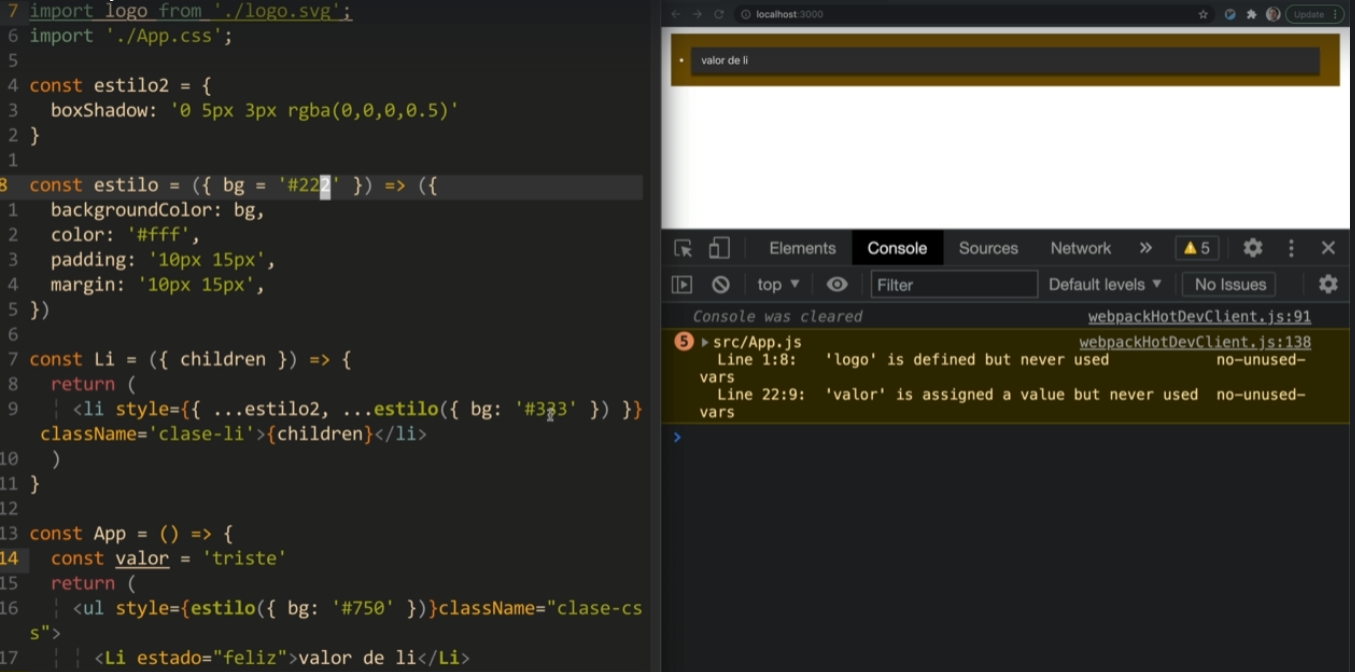 7 import logo from './logo.svg';
6 import './App.css';
5
4 const estilo2 = {
3 boxShadow: '0 5px 3px rgba(0,0,0,0.5)'
2 }
1
8 const estilo = ({ bg = '#222' }) => ({
1 backgroundColor: bg,
2 color: '#fff',
3 padding: '10px 15px',
4 margin: '10px 15px',
5 })
6
7 const Li = ({ children }) => {
8 return (
9 <li style={{ ...estilo2, ...estilo({ bg: '#333' }) }}
className='clase-li'>{children}</li>
10 )
11 }
12
13 const App = () => {
14 const valor = 'triste'
15 return (
16 <ul style={estilo({ bg: '#750' })}className="clase-cs
s">
17 <Li estado="feliz">valor de li</Li>
localhost:3000
Update
valor de li
Elements Console Sources Network » 5
top Filter Default levels No Issues
Console was cleared webpackHotDevClient.js:91
5 src/App.js webpackHotDevClient.js:138
Line 1:8: 'logo' is defined but never used no-unused-
vars
Line 22:9: 'valor' is assigned a value but never used no-unused-
vars